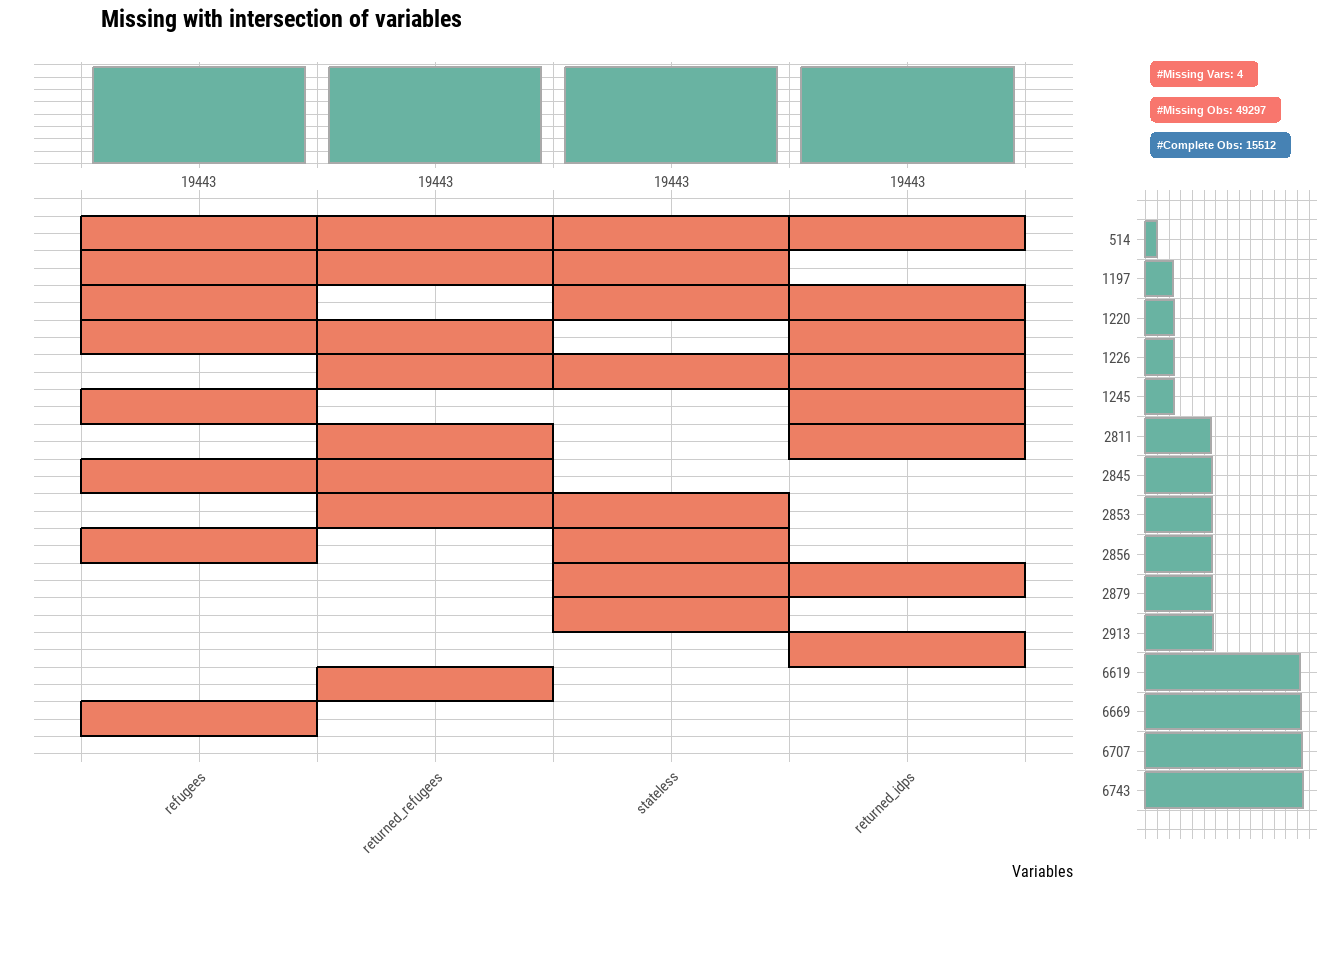 Missing with intersection of variables
#Missing Vars: 4
#Missing Obs: 49297
#Complete Obs: 15512
19443 19443 19443 19443
514
1197
1220
1226
1245
2811
2845
2853
2856
2879
2913
6619
6669
6707
6743
refugees returned_refugees stateless returned_idps
Variables